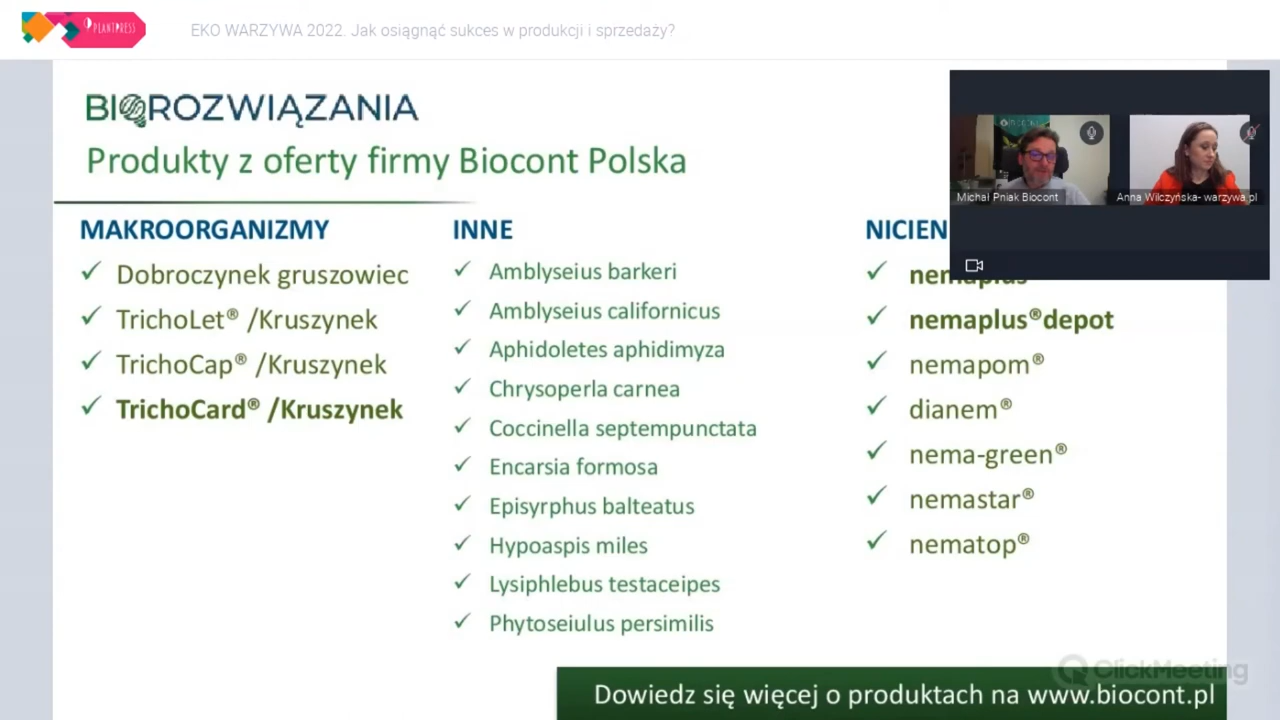 PLANTPRESS
EKO WARZYWA 2022. Jak osiągnąć sukces w produkcji i sprzedaży?
BIOROZWIĄZANIA
Produkty z oferty firmy Biocont Polska
MAKROORGANIZMY
✓ Dobroczynek gruszowiec
✓ TrichoLet® /Kruszynek
✓ TrichoCap® /Kruszynek
✓ TrichoCard® /Kruszynek
INNE
✓ Amblyseius barkeri
✓ Amblyseius californicus
✓ Aphidoletes aphidimyza
✓ Chrysoperla carnea
✓ Coccinella septempunctata
✓ Encarsia formosa
✓ Episyrphus balteatus
✓ Hypoaspis miles
✓ Lysiphlebus testaceipes
✓ Phytoseiulus persimilis
NICIEN
✓ nemaplus
✓ nemaplus®depot
✓ nemapom®
✓ dianem®
✓ nema-green®
✓ nemastar®
✓ nematop®
Michał Pniak Biocont
Anna Wilczyńska- warzywa.pl
ClickMeeting
Dowiedz się więcej o produktach na www.biocont.pl